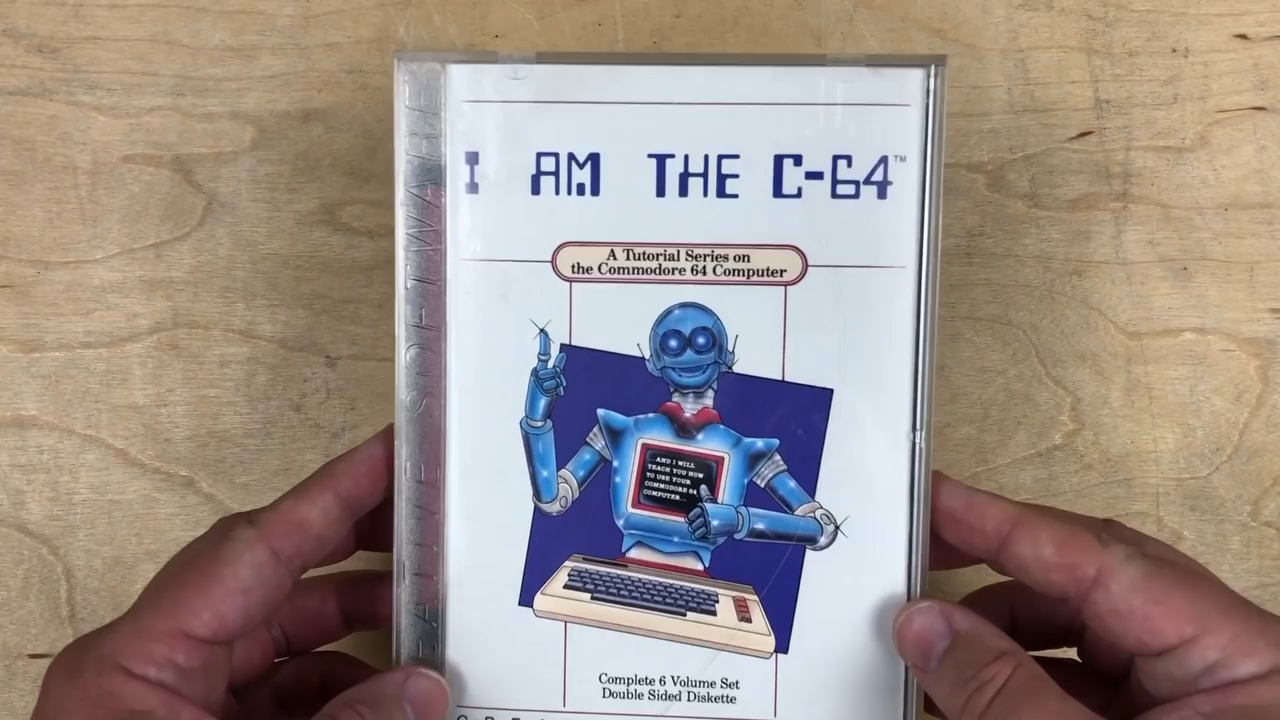 I AM THE C-64™
A Tutorial Series on
the Commodore 64 Computer
...AND I WILL
TEACH YOU HOW
TO USE YOUR
COMMODORE 64
COMPUTER...
Complete 6 Volume Set
Double Sided Diskette
SOFTWARE